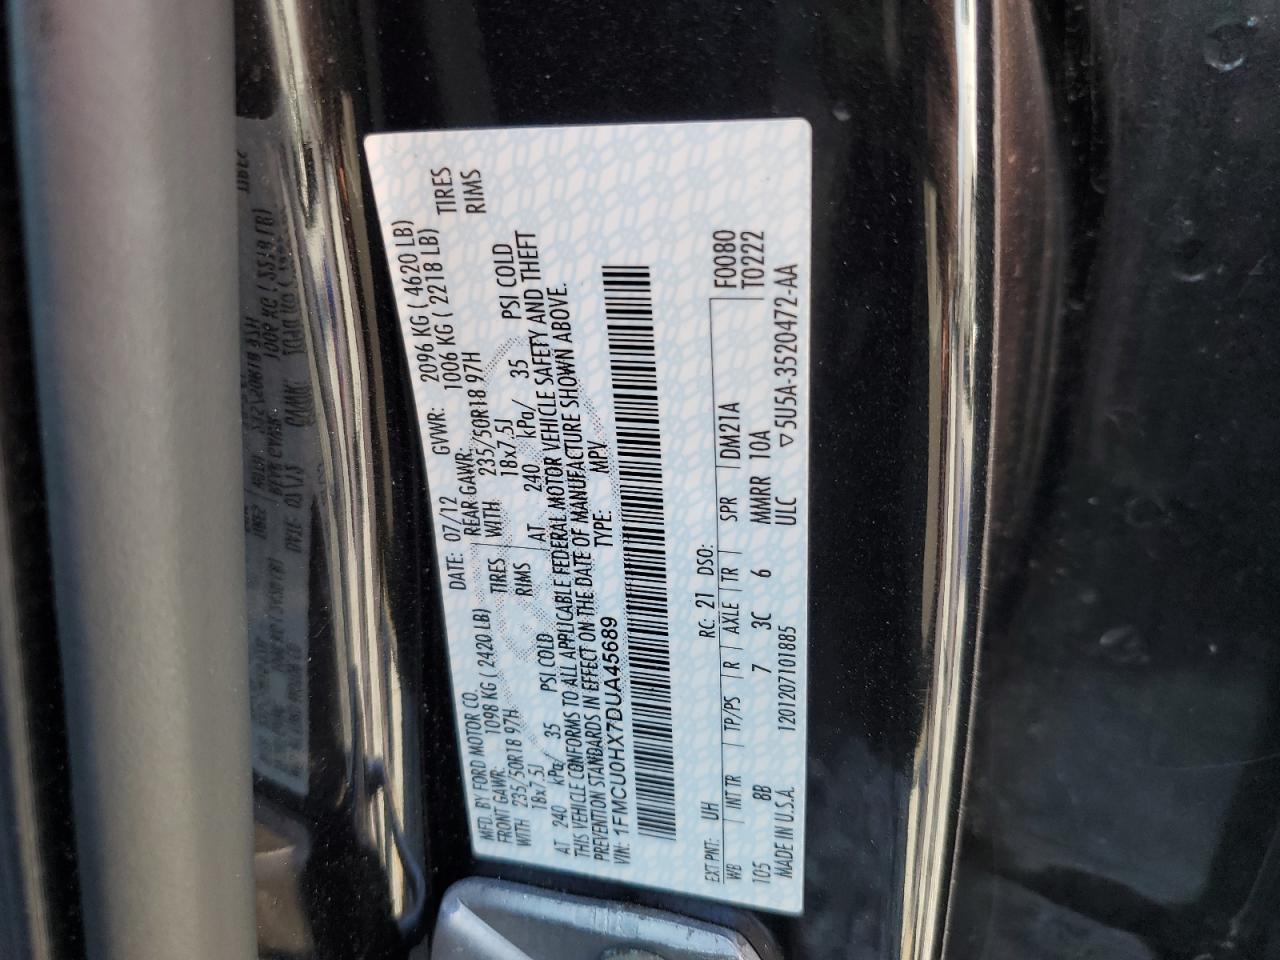 MFD. BY FORD MOTOR CO.
DATE: 07/12 GVWR: 2096 KG ( 4620 LB)
FRONT GAWR: 1098 KG ( 2420 LB) REAR GAWR: 1006 KG ( 2218 LB)
WITH 235/50R18 97H TIRES WITH 235/50R18 97H TIRES
18x7.5J RIMS 18x7.5J RIMS
AT 240 kPa/ 35 PSI COLD AT 240 kPa/ 35 PSI COLD
THIS VEHICLE CONFORMS TO ALL APPLICABLE FEDERAL MOTOR VEHICLE SAFETY AND THEFT
PREVENTION STANDARDS IN EFFECT ON THE DATE OF MANUFACTURE SHOWN ABOVE.
VIN: 1FMCU0HX7DUA45689 TYPE: MPV
EXT PNT: UH RC: 21 DSO: F0080
WB INT TR TP/PS R AXLE TR SPR DM21A T0222
105 8B 7 3C 6 MMRR 10A
MADE IN U.S.A. 1201207101885 ULC ▽5U5A-3520472-AA